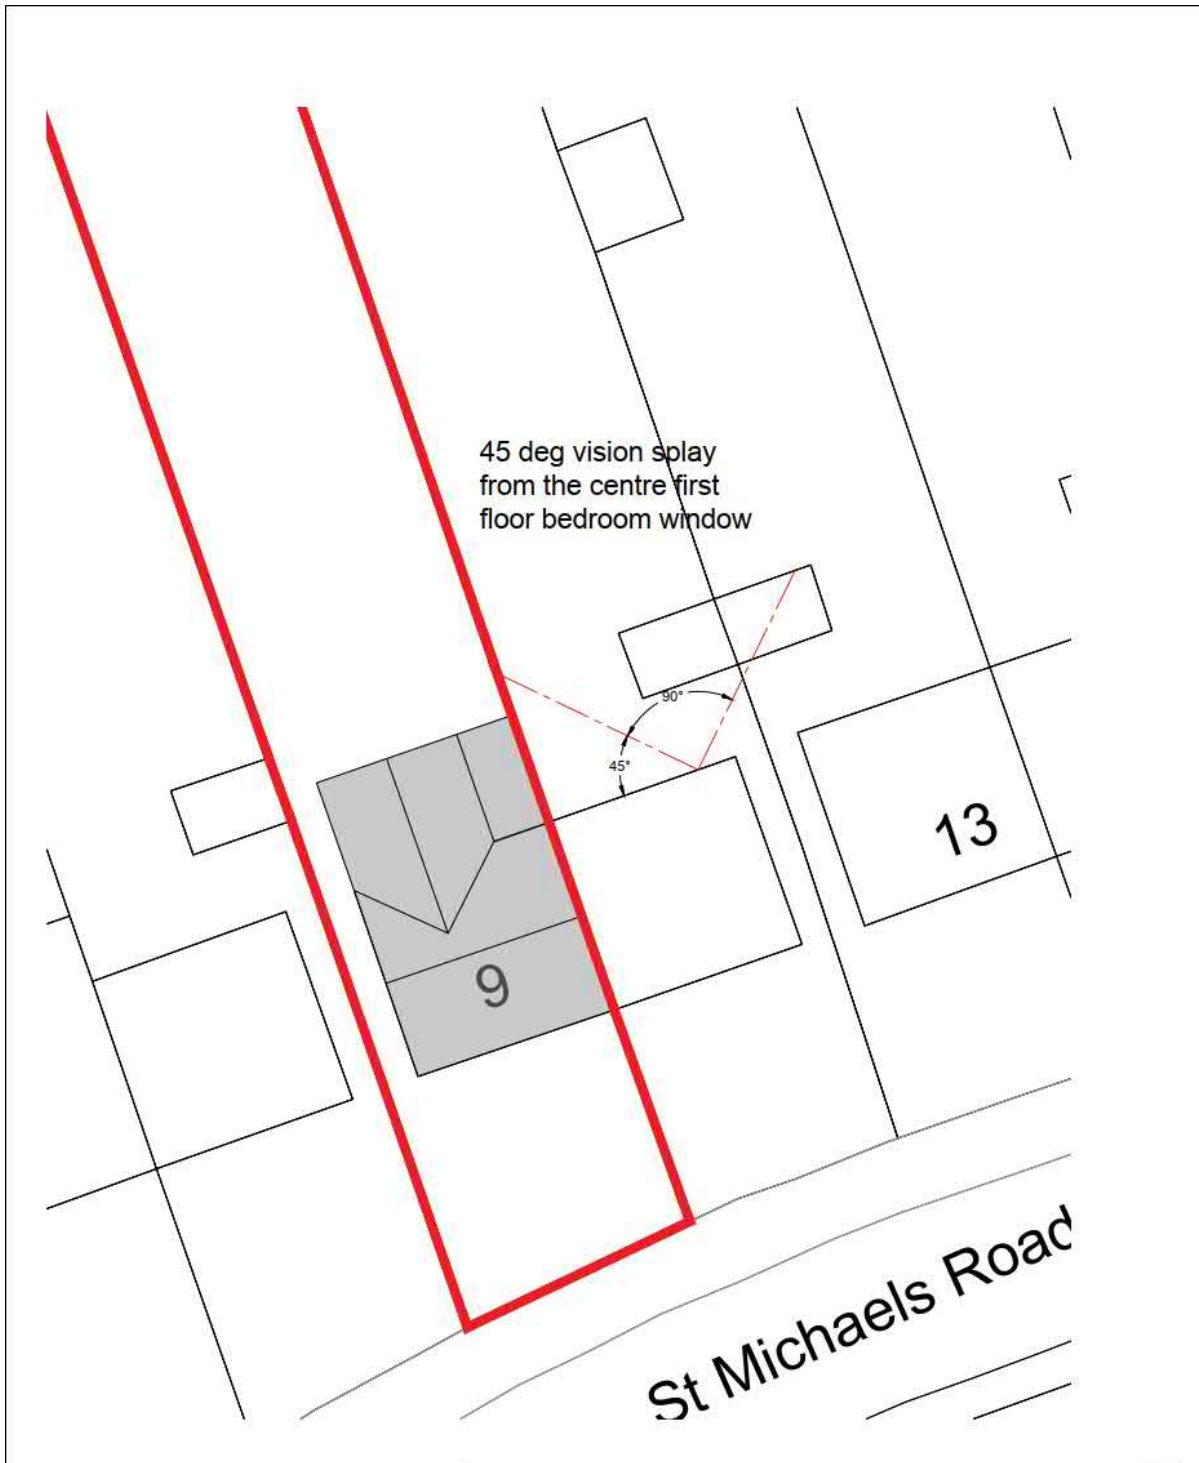 45 deg vision splay
from the centre first
floor bedroom window
90°
45°
13
9
St Michaels Road